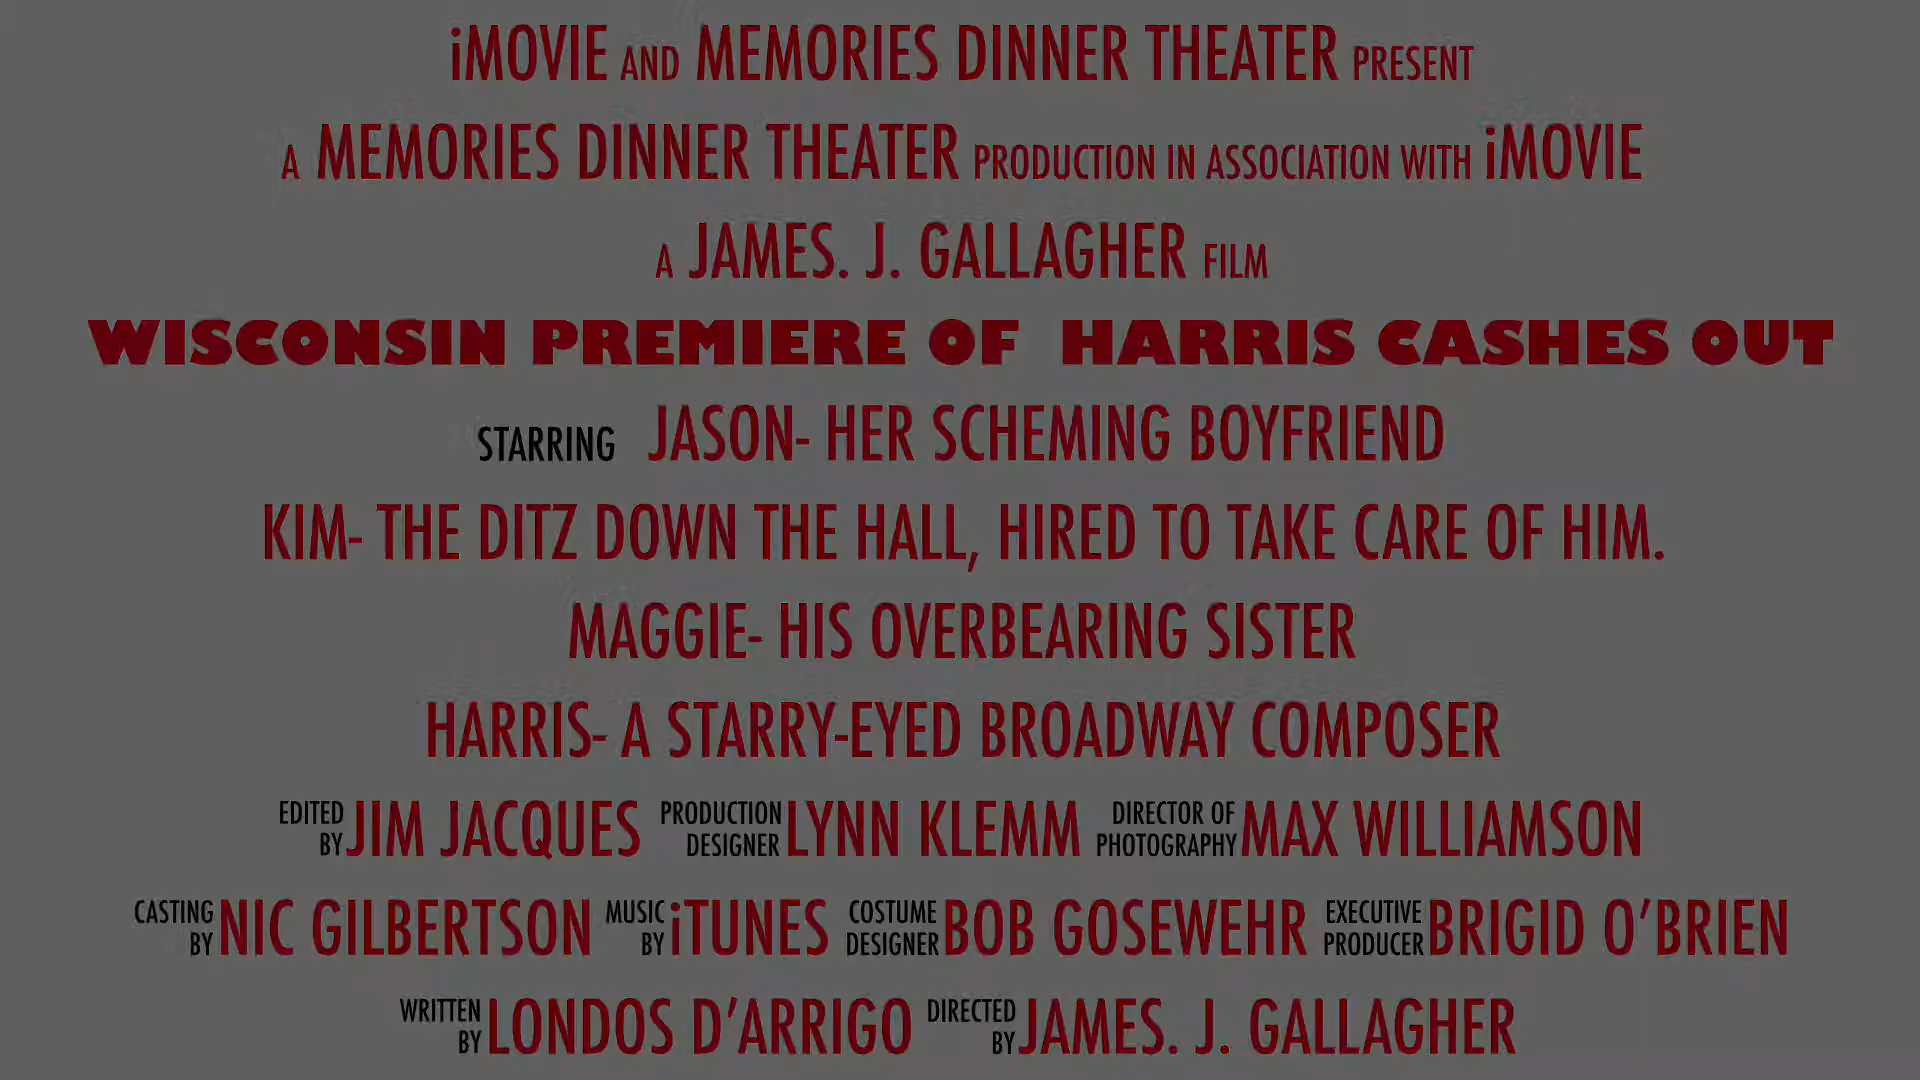 iMOVIE AND MEMORIES DINNER THEATER PRESENT
A MEMORIES DINNER THEATER PRODUCTION IN ASSOCIATION WITH iMOVIE
A JAMES. J. GALLAGHER FILM
WISCONSIN PREMIERE OF HARRIS CASHES OUT
STARRING JASON- HER SCHEMING BOYFRIEND
KIM- THE DITZ DOWN THE HALL, HIRED TO TAKE CARE OF HIM.
MAGGIE- HIS OVERBEARING SISTER
HARRIS- A STARRY-EYED BROADWAY COMPOSER
EDITED BY JIM JACQUES PRODUCTION DESIGNER LYNN KLEMM DIRECTOR OF PHOTOGRAPHY MAX WILLIAMSON
CASTING BY NIC GILBERTSON MUSIC BY iTUNES COSTUME DESIGNER BOB GOSEWEHR EXECUTIVE PRODUCER BRIGID O'BRIEN
WRITTEN BY LONDOS D'ARRIGO DIRECTED BY JAMES. J. GALLAGHER